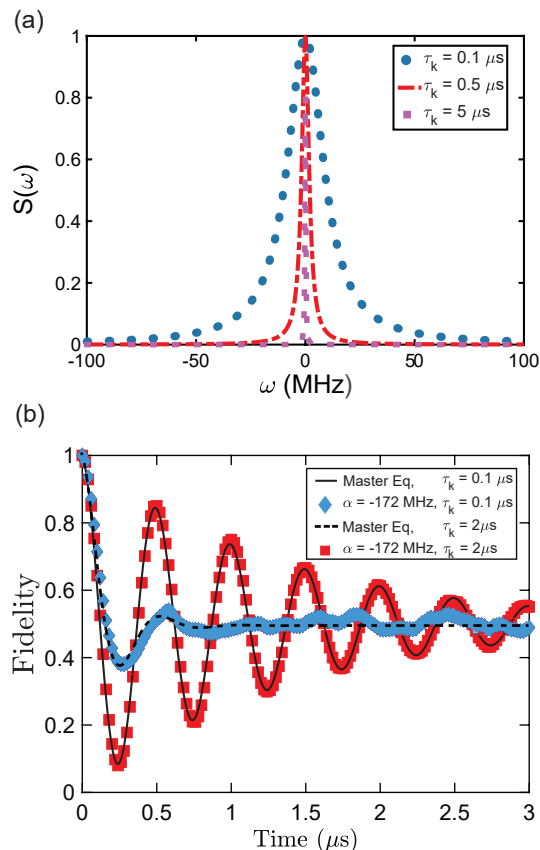 (a)
S(ω)
1
0.8
0.6
0.4
0.2
0
τk = 0.1 μs
τk = 0.5 μs
τk = 5 μs
-100 -50 0 50 100
ω (MHz)
(b)
Fidelity
1
0.8
0.6
0.4
0.2
0
Master Eq, τk = 0.1 μs
α = -172 MHz, τk = 0.1 μs
Master Eq, τk = 2μs
α = -172 MHz, τk = 2μs
0 0.5 1 1.5 2 2.5 3
Time (μs)